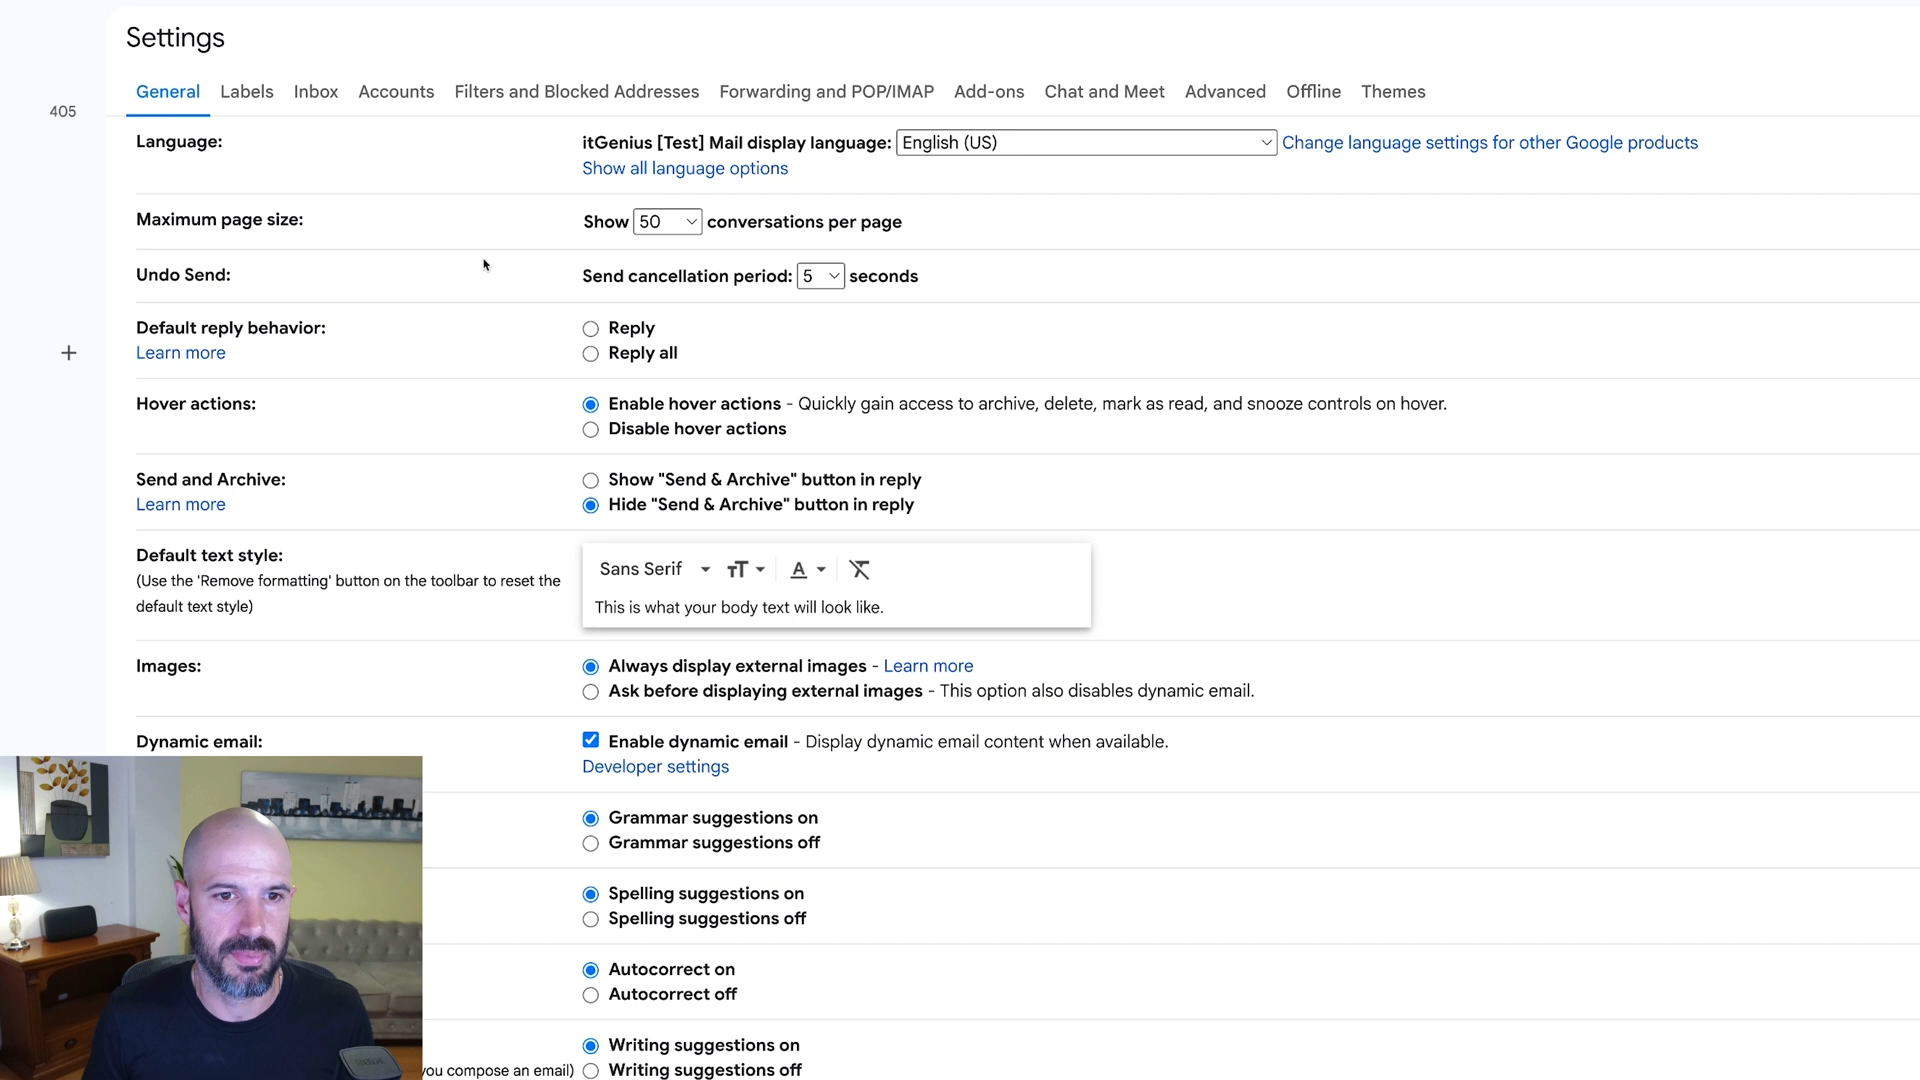 Settings
General Labels Inbox Accounts Filters and Blocked Addresses Forwarding and POP/IMAP Add-ons Chat and Meet Advanced Offline Themes
405
Language:
itGenius [Test] Mail display language: English (US) Change language settings for other Google products
Show all language options
Maximum page size:
Show 50 conversations per page
Undo Send:
Send cancellation period: 5 seconds
Default reply behavior:
Learn more
Reply
Reply all
Hover actions:
Enable hover actions - Quickly gain access to archive, delete, mark as read, and snooze controls on hover.
Disable hover actions
Send and Archive:
Learn more
Show "Send & Archive" button in reply
Hide "Send & Archive" button in reply
Default text style:
(Use the 'Remove formatting' button on the toolbar to reset the
default text style)
Sans Serif
This is what your body text will look like.
Images:
Always display external images - Learn more
Ask before displaying external images - This option also disables dynamic email.
Dynamic email:
Enable dynamic email - Display dynamic email content when available.
Developer settings
Grammar suggestions on
Grammar suggestions off
Spelling suggestions on
Spelling suggestions off
Autocorrect on
Autocorrect off
Writing suggestions on
you compose an email)
Writing suggestions off